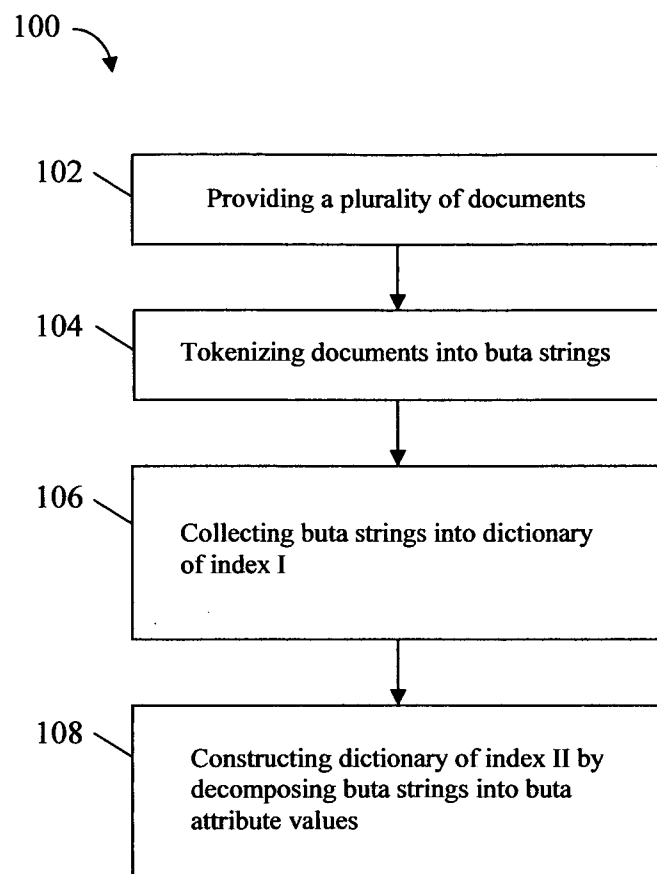 100
102
Providing a plurality of documents
104
Tokenizing documents into buta strings
106
Collecting buta strings into dictionary
of index I
108
Constructing dictionary of index II by
decomposing buta strings into buta
attribute values